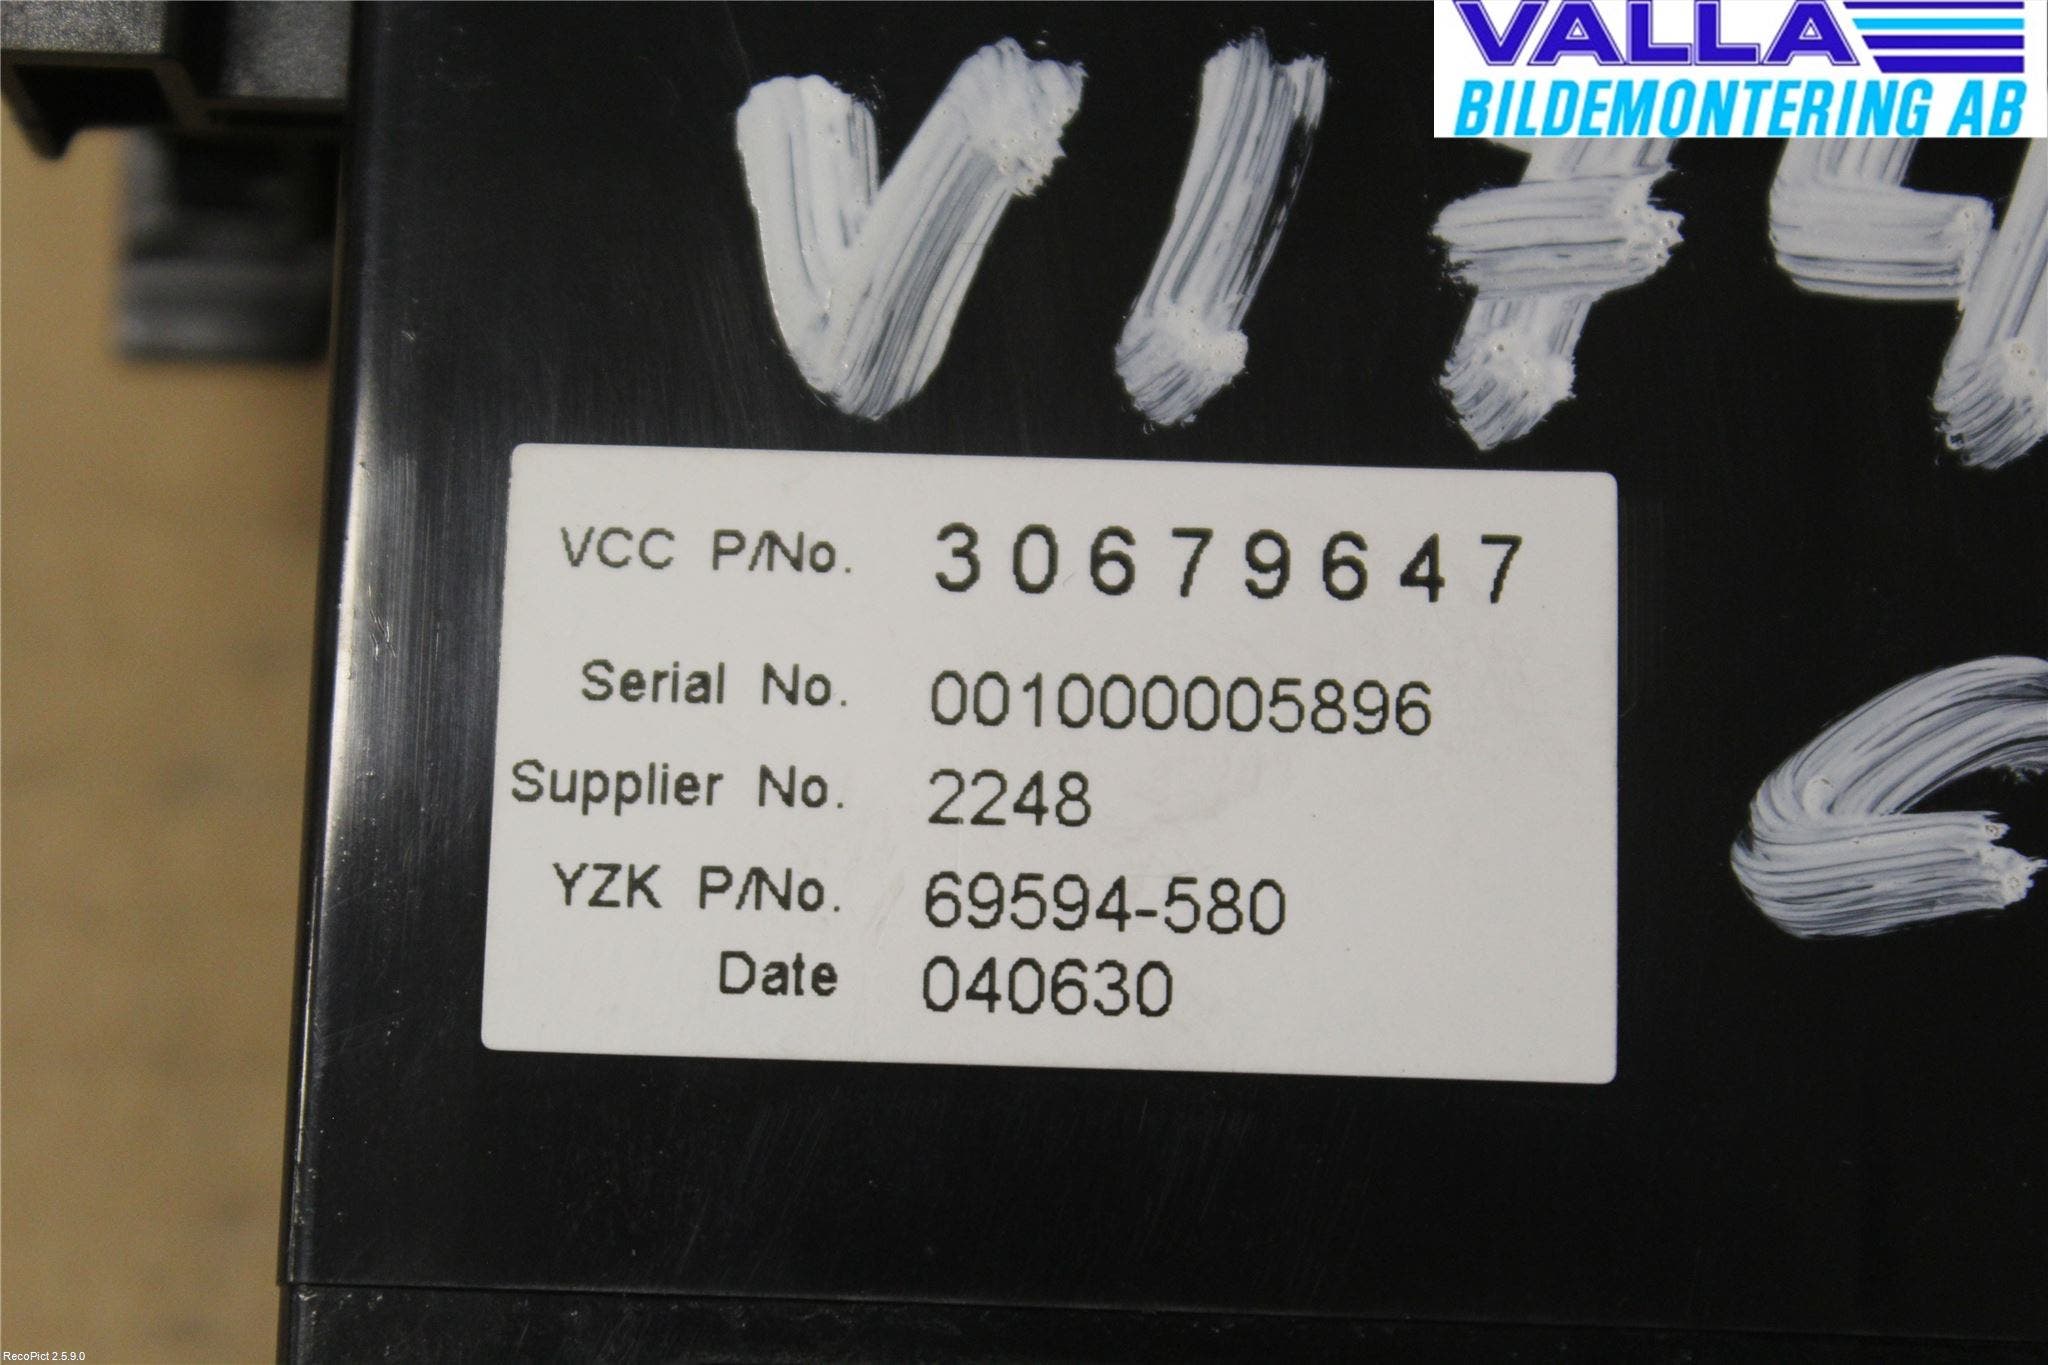 VALLA
BILDEMONTERING AB
VCC P/No. 30679647
Serial No. 001000005896
Supplier No. 2248
YZK P/No. 69594-580
Date 040630
RecoPict 2.5.9.0